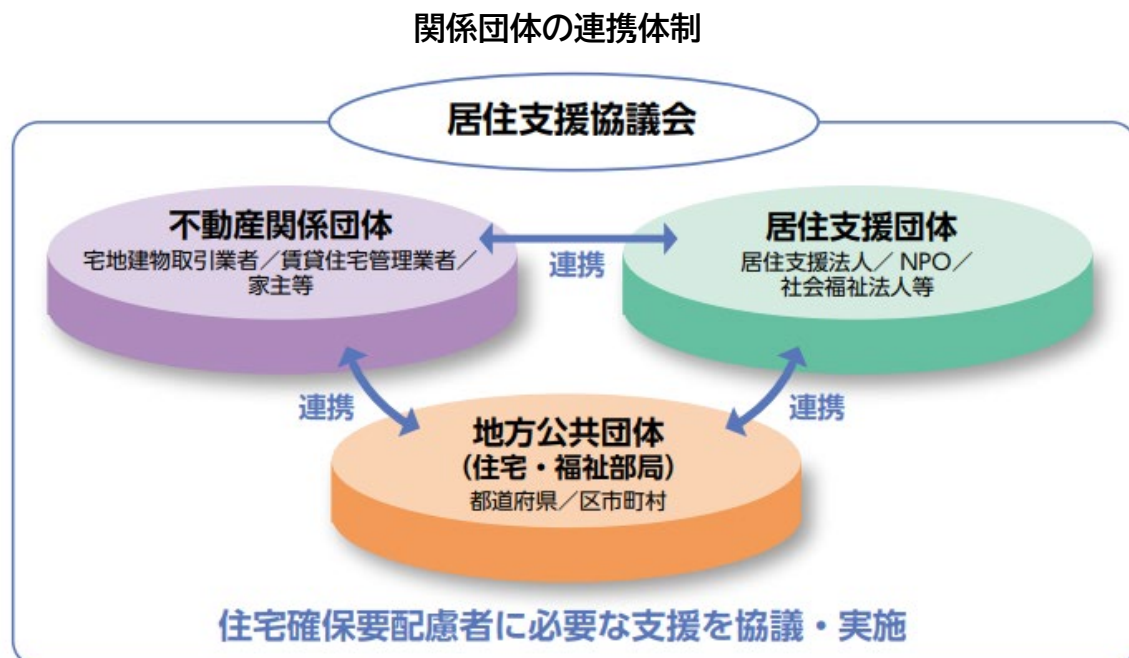 関係団体の連携体制
居住支援協議会
不動産関係団体
宅地建物取引業者／賃貸住宅管理業者／
家主等
連携
居住支援団体
居住支援法人／NPO／
社会福祉法人等
連携
連携
地方公共団体
（住宅・福祉部局）
都道府県／区市町村
住宅確保要配慮者に必要な支援を協議・実施